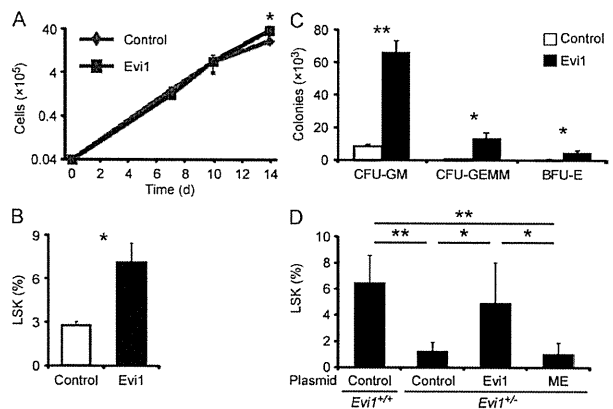 A
Cells (×10⁵)
40
4
0.4
0.04
0 2 4 6 8 10 12 14
Time (d)
Control
Evi1
*
B
LSK (%)
9
6
3
0
*
Control Evi1
C
Colonies (×10³)
80
60
40
20
0
Control
Evi1
**
*
*
CFU-GM CFU-GEMM BFU-E
D
LSK (%)
10
8
6
4
2
0
**
** * *
Plasmid Control Control Evi1 ME
Evi1+/+ Evi1+/-